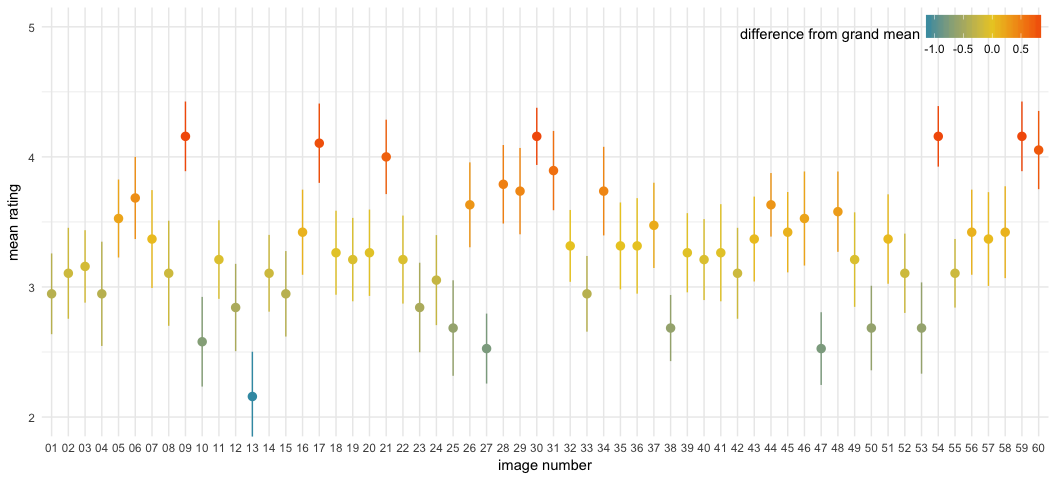 5
difference from grand mean
-1.0 -0.5 0.0 0.5
4
mean rating
3
2
01 02 03 04 05 06 07 08 09 10 11 12 13 14 15 16 17 18 19 20 21 22 23 24 25 26 27 28 29 30 31 32 33 34 35 36 37 38 39 40 41 42 43 44 45 46 47 48 49 50 51 52 53 54 55 56 57 58 59 60
image number